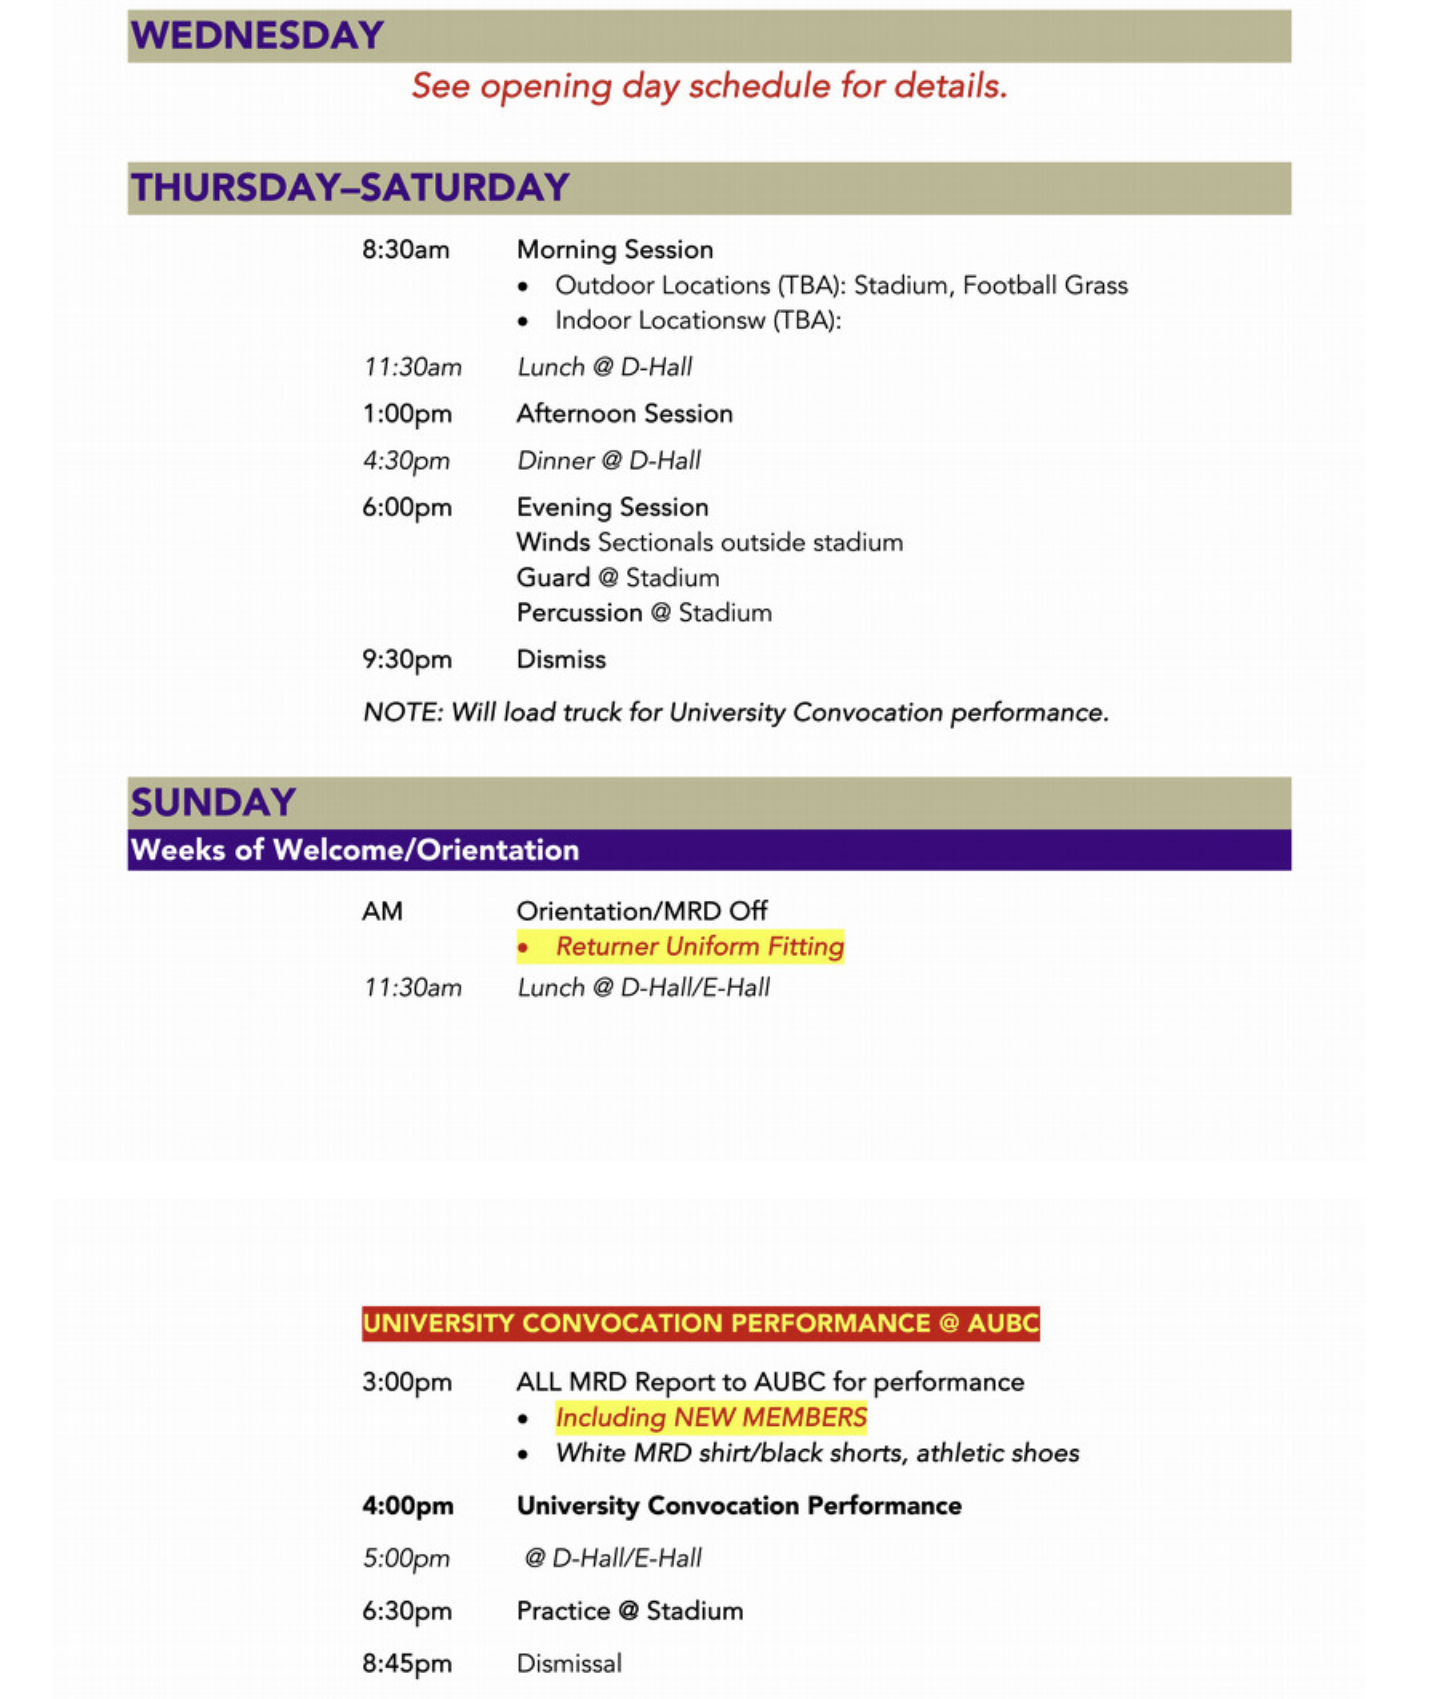 WEDNESDAY
See opening day schedule for details.
THURSDAY–SATURDAY
8:30am Morning Session
• Outdoor Locations (TBA): Stadium, Football Grass
• Indoor Locationsw (TBA):
11:30am Lunch @ D-Hall
1:00pm Afternoon Session
4:30pm Dinner @ D-Hall
6:00pm Evening Session
Winds Sectionals outside stadium
Guard @ Stadium
Percussion @ Stadium
9:30pm Dismiss
NOTE: Will load truck for University Convocation performance.
SUNDAY
Weeks of Welcome/Orientation
AM Orientation/MRD Off
• Returner Uniform Fitting
11:30am Lunch @ D-Hall/E-Hall
UNIVERSITY CONVOCATION PERFORMANCE @ AUBC
3:00pm ALL MRD Report to AUBC for performance
• Including NEW MEMBERS
• White MRD shirt/black shorts, athletic shoes
4:00pm University Convocation Performance
5:00pm @ D-Hall/E-Hall
6:30pm Practice @ Stadium
8:45pm Dismissal